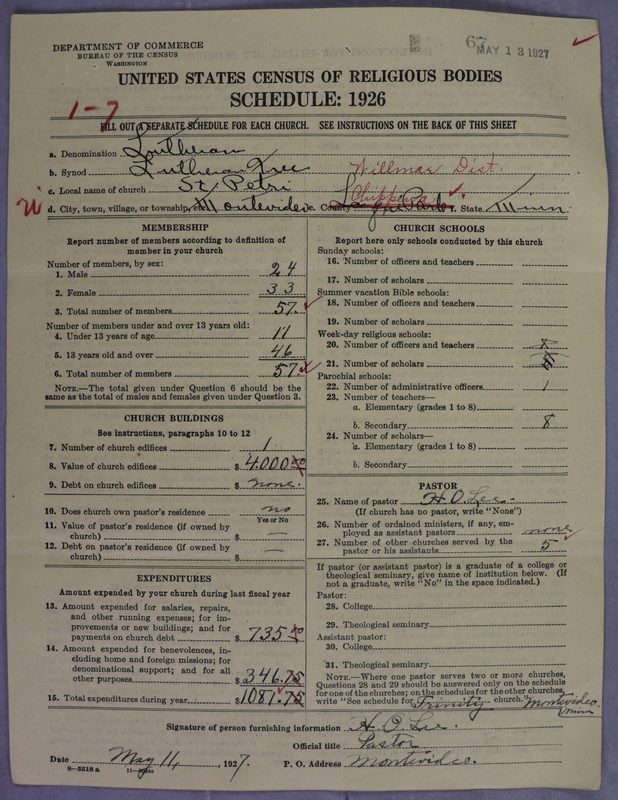 DEPARTMENT OF COMMERCE
BUREAU OF THE CENSUS
WASHINGTON
67 MAY 13 1927
UNITED STATES CENSUS OF RELIGIOUS BODIES
SCHEDULE: 1926
1-7
FILL OUT A SEPARATE SCHEDULE FOR EACH CHURCH. SEE INSTRUCTIONS ON THE BACK OF THIS SHEET
a. Denomination Lutheran
b. Synod Lutheran Free Willmar Dist.
c. Local name of church St Petri
d. City, town, village, or township Montevideo e. County Chippewa f. State Minn
MEMBERSHIP
Report number of members according to definition of
member in your church
Number of members, by sex:
1. Male 24
2. Female 33
3. Total number of members 57
Number of members under and over 13 years old:
4. Under 13 years of age 11
5. 13 years old and over 46
6. Total number of members 57
NOTE.—The total given under Question 6 should be
same as the total of males and females given under Question 3.
CHURCH BUILDINGS
See instructions, paragraphs 10 to 12
7. Number of church edifices 1
8. Value of church edifices $ 4000.00
9. Debt on church edifices $ none.
10. Does church own pastor's residence no
Yes or No
11. Value of pastor's residence (if owned by
church) $ —
12. Debt on pastor's residence (if owned by
church) $ —
EXPENDITURES
Amount expended by your church during last fiscal year
13. Amount expended for salaries, repairs,
and other running expenses; for im-
provements or new buildings; and for
payments on church debt $ 735.50
14. Amount expended for benevolences, in-
cluding home and foreign missions; for
denominational support; and for all
other purposes $ 346.75
15. Total expenditures during year $ 1081.75
CHURCH SCHOOLS
Report here only schools conducted by this church
Sunday schools:
16. Number of officers and teachers
17. Number of scholars
Summer vacation Bible schools:
18. Number of officers and teachers
19. Number of scholars
Week-day religious schools:
20. Number of officers and teachers
21. Number of scholars
Parochial schools:
22. Number of administrative officers 1
23. Number of teachers—
a. Elementary (grades 1 to 8)
b. Secondary 8
24. Number of scholars—
a. Elementary (grades 1 to 8)
b. Secondary
PASTOR
25. Name of pastor H. O. Lee.
(If church has no pastor, write "None")
26. Number of ordained ministers, if any, em-
ployed as assistant pastors none
27. Number of other churches served by the
pastor or his assistants 5
If pastor (or assistant pastor) is a graduate of a college or
theological seminary, give name of institution below. (If
not a graduate, write "No" in the space indicated.)
Pastor:
28. College
29. Theological seminary
Assistant pastor:
30. College
31. Theological seminary
NOTE.—Where one pastor serves two or more churches,
Questions 28 and 29 should be answered only on the schedule
for one of the churches; on the schedules for the other churches,
write "See schedule for Trinity church." Montevideo. Minn
Signature of person furnishing information H. O. Lee.
Official title Pastor
Date May 11, 1927. P. O. Address Montevideo.
8—5518 a